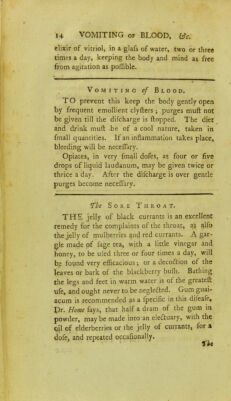 14 VOMITING of BLOOD, &c.
elixir of vitriol, in a glass of water, two or three
times a day, keeping the body and mind as free
from agitation as possible.
VOMITING of BLOOD.
TO prevent this keep the body gently open
by frequent emollient clysters; purges must not
be given till the discharge is stopped. The diet
and drink must be of a cool nature, taken in
small quantities. If an inflammation takes place,
bleeding will be necessary.
Opiates, in very small doses, as four or five
drops of liquid laudanum, may be given twice or
thrice a day. After the discharge is over gentle
purges become necessary.
The SORE THROAT.
THE jelly of black currants is an excellent
remedy for the complaints of the throat, as also
the jelly of mulberries and red currants. A gar-
gle made of sage tea, with a little vinegar and
honey, to be used three or four times a day, will
be found very efficacious; or a decoction of the
leaves or bark of the blackberry bush. Bathing
the legs and feet in warm water is of the greatest
use, and ought never to be neglected. Gum guai-
acum is recommended as a specific in this disease.
Dr. Home says, that half a dram of the gum in
powder, may be made into an electuary, with the
oil of elderberries or the jelly of currants, for a
dose, and repeated occasionally.
The